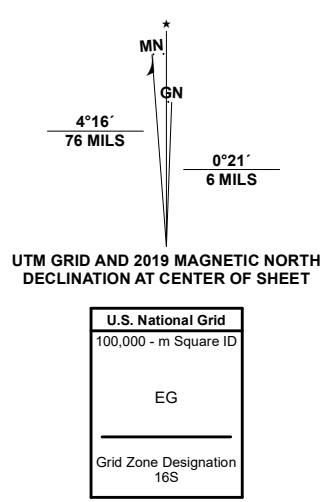 MN
GN
4°16´
76 MILS
0°21´
6 MILS
UTM GRID AND 2019 MAGNETIC NORTH
DECLINATION AT CENTER OF SHEET
U.S. National Grid
100,000 - m Square ID
EG
Grid Zone Designation
16S